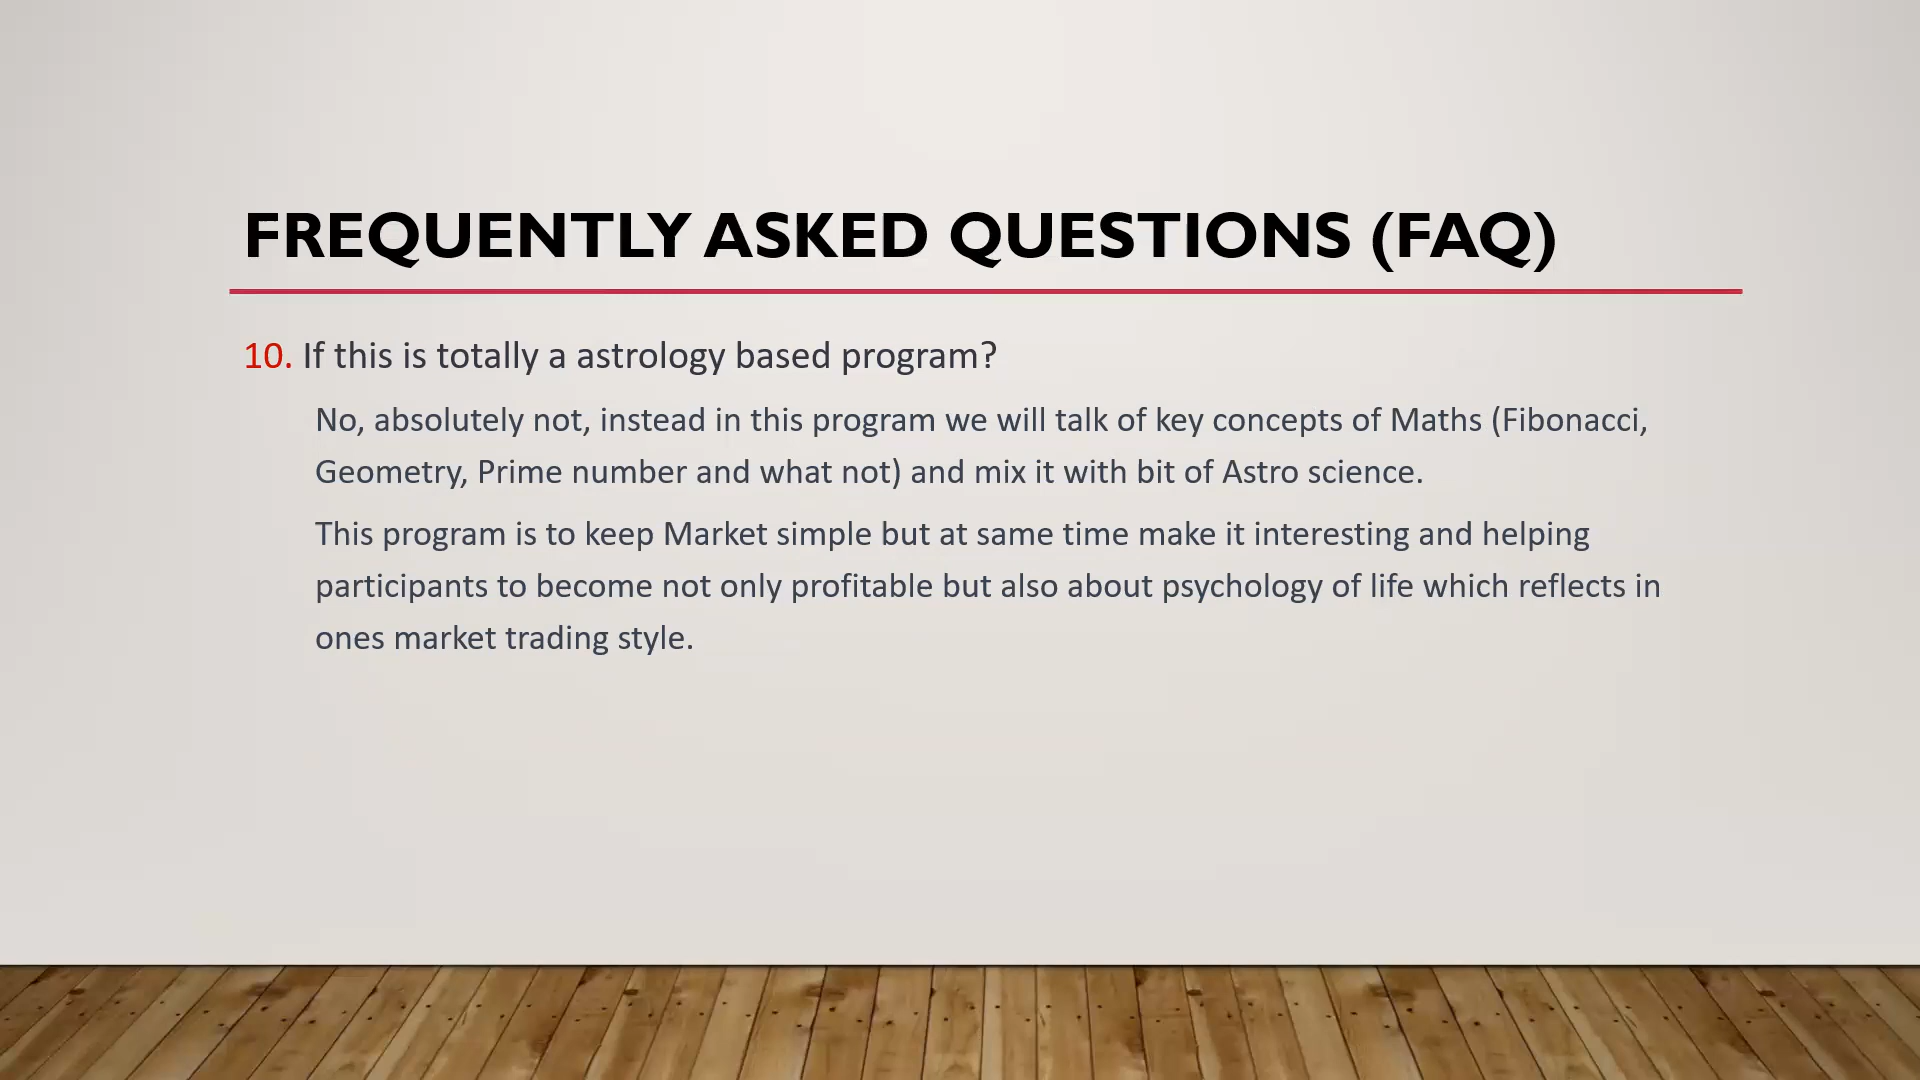 FREQUENTLY ASKED QUESTIONS (FAQ)
10. If this is totally a astrology based program?
No, absolutely not, instead in this program we will talk of key concepts of Maths (Fibonacci,
Geometry, Prime number and what not) and mix it with bit of Astro science.
This program is to keep Market simple but at same time make it interesting and helping
participants to become not only profitable but also about psychology of life which reflects in
ones market trading style.